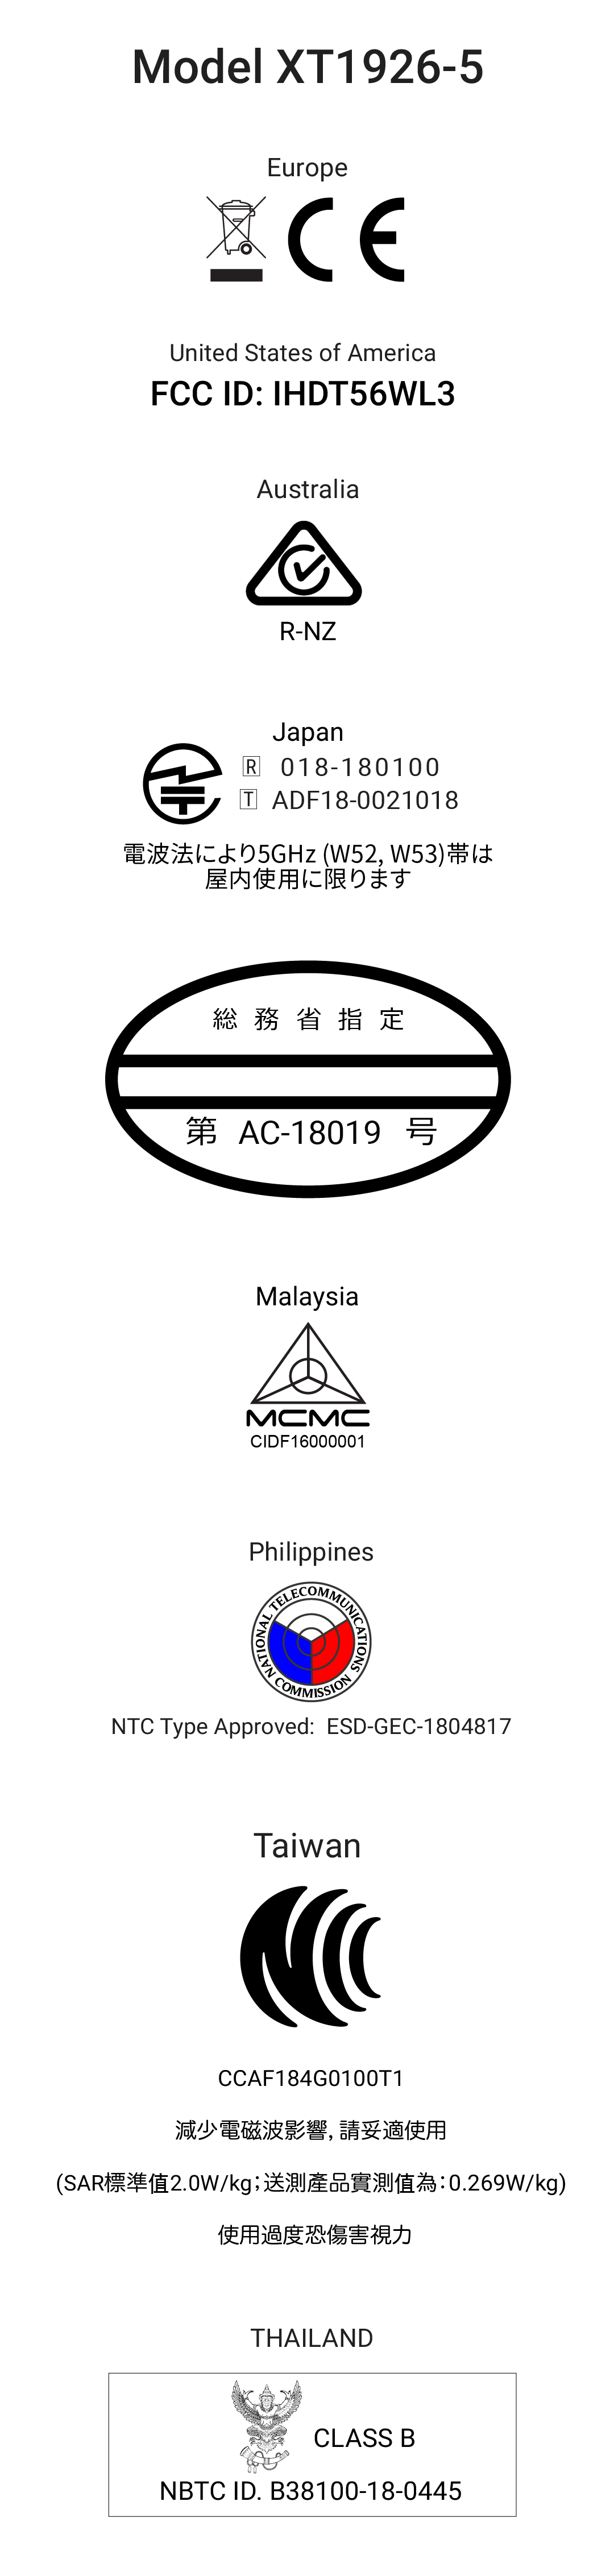 Model XT1926-5
Europe
CE
United States of America
FCC ID: IHDT56WL3
Australia
R-NZ
Japan
R 018-180100
T ADF18-0021018
電波法により5GHz (W52, W53)帯は
屋内使用に限ります
総務省指定
第 AC-18019 号
Malaysia
MCMC
CIDF16000001
Philippines
NATIONAL TELECOMMUNICATIONS COMMISSION
NTC Type Approved: ESD-GEC-1804817
Taiwan
CCAF184G0100T1
減少電磁波影響, 請妥適使用
(SAR標準值2.0W/kg；送測產品實測值為：0.269W/kg)
使用過度恐傷害視力
THAILAND
CLASS B
NBTC ID. B38100-18-0445